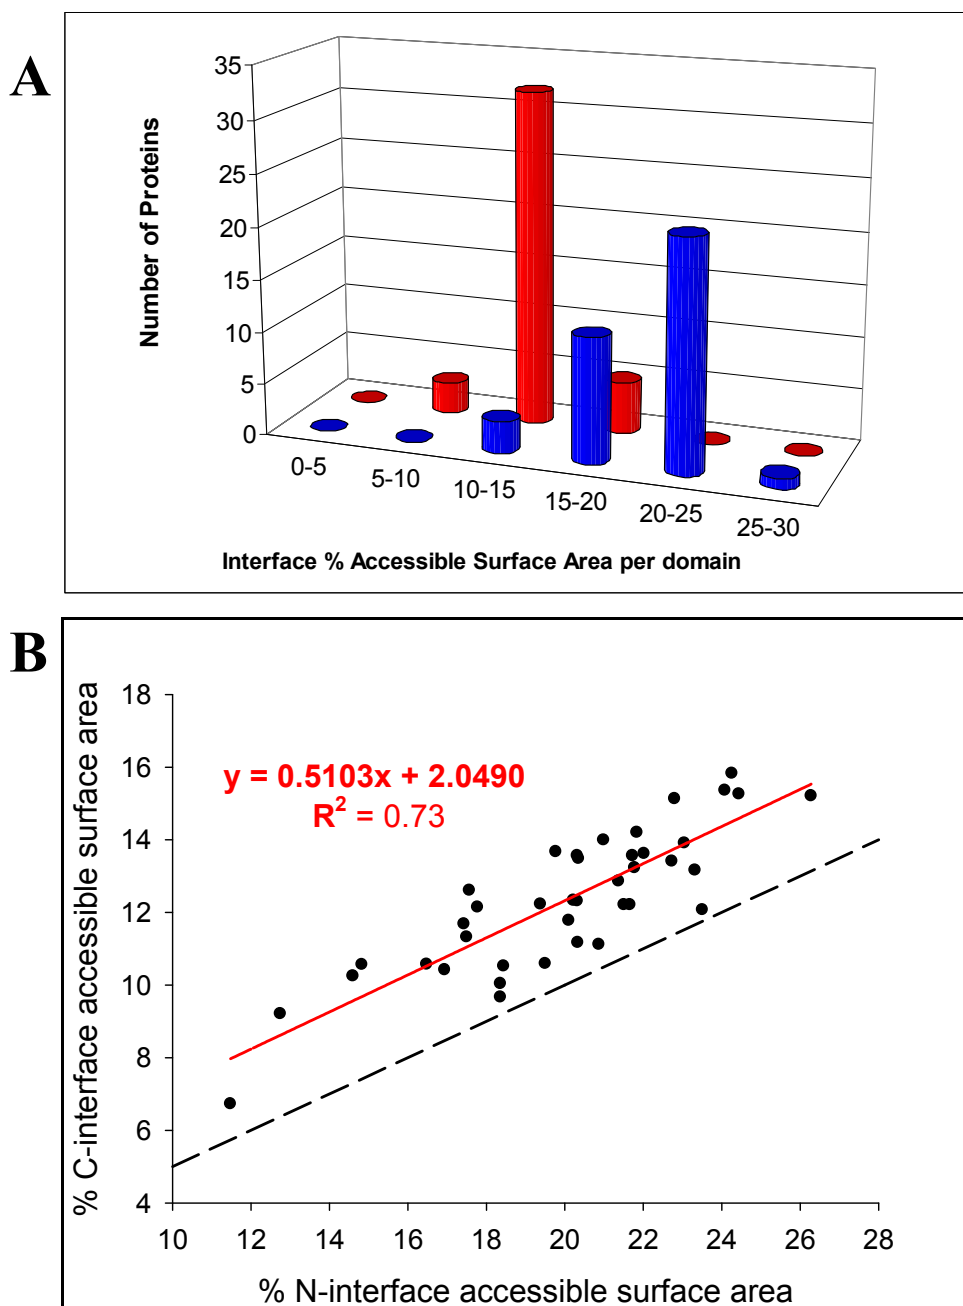 A
35
30
25
20
15
10
5
0
Number of Proteins
0-5
5-10
10-15
15-20
20-25
25-30
Interface % Accessible Surface Area per domain
B
% C-interface accessible surface area
18
16
14
12
10
8
6
4
y = 0.5103x + 2.0490
R² = 0.73
10 12 14 16 18 20 22 24 26 28
% N-interface accessible surface area